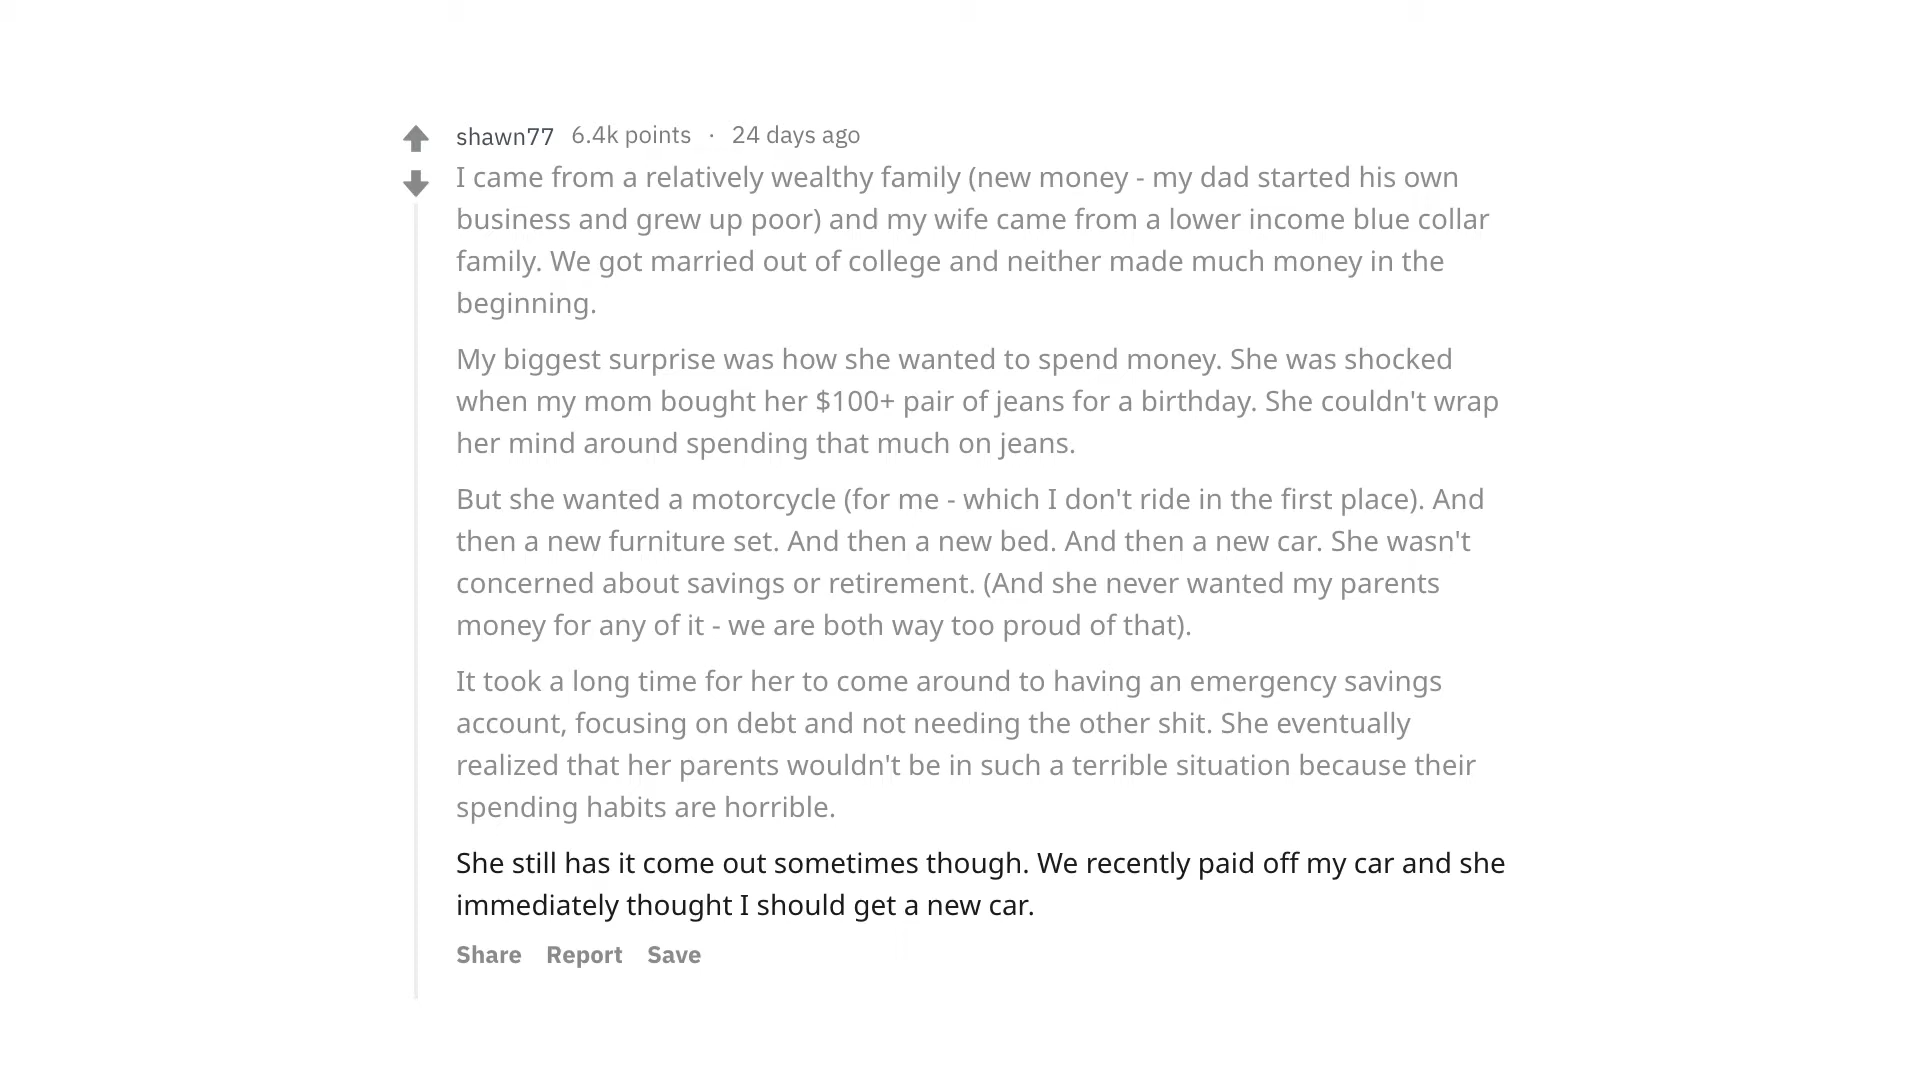 shawn77 6.4k points · 24 days ago
I came from a relatively wealthy family (new money - my dad started his own
business and grew up poor) and my wife came from a lower income blue collar
family. We got married out of college and neither made much money in the
beginning.
My biggest surprise was how she wanted to spend money. She was shocked
when my mom bought her $100+ pair of jeans for a birthday. She couldn't wrap
her mind around spending that much on jeans.
But she wanted a motorcycle (for me - which I don't ride in the first place). And
then a new furniture set. And then a new bed. And then a new car. She wasn't
concerned about savings or retirement. (And she never wanted my parents
money for any of it - we are both way too proud of that).
It took a long time for her to come around to having an emergency savings
account, focusing on debt and not needing the other shit. She eventually
realized that her parents wouldn't be in such a terrible situation because their
spending habits are horrible.
She still has it come out sometimes though. We recently paid off my car and she
immediately thought I should get a new car.
Share Report Save